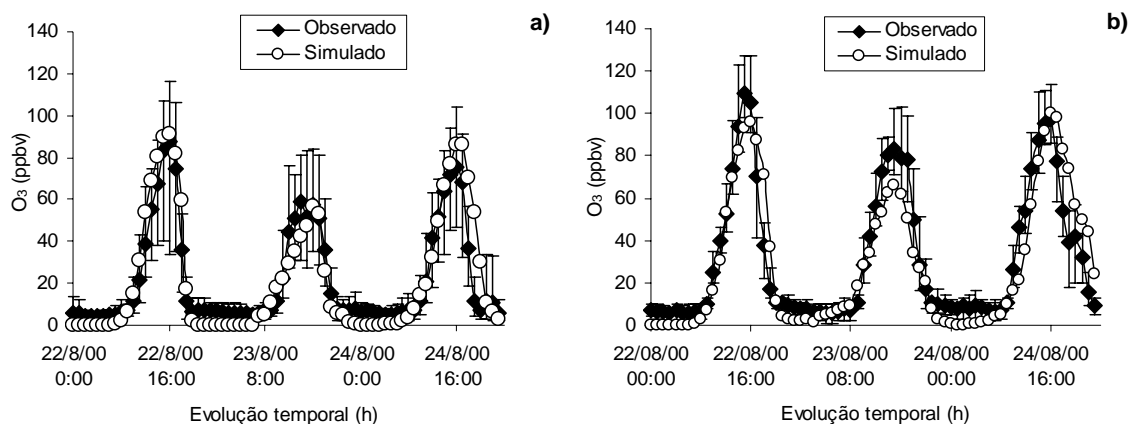 a)
Observado
Simulado
O3 (ppbv)
140
120
100
80
60
40
20
0
22/8/00 22/8/00 23/8/00 24/8/00 24/8/00
0:00 16:00 8:00 0:00 16:00
Evolução temporal (h)
b)
Observado
Simulado
O3 (ppbv)
140
120
100
80
60
40
20
0
22/08/00 22/08/00 23/08/00 24/08/00 24/08/00
00:00 16:00 08:00 00:00 16:00
Evolução temporal (h)